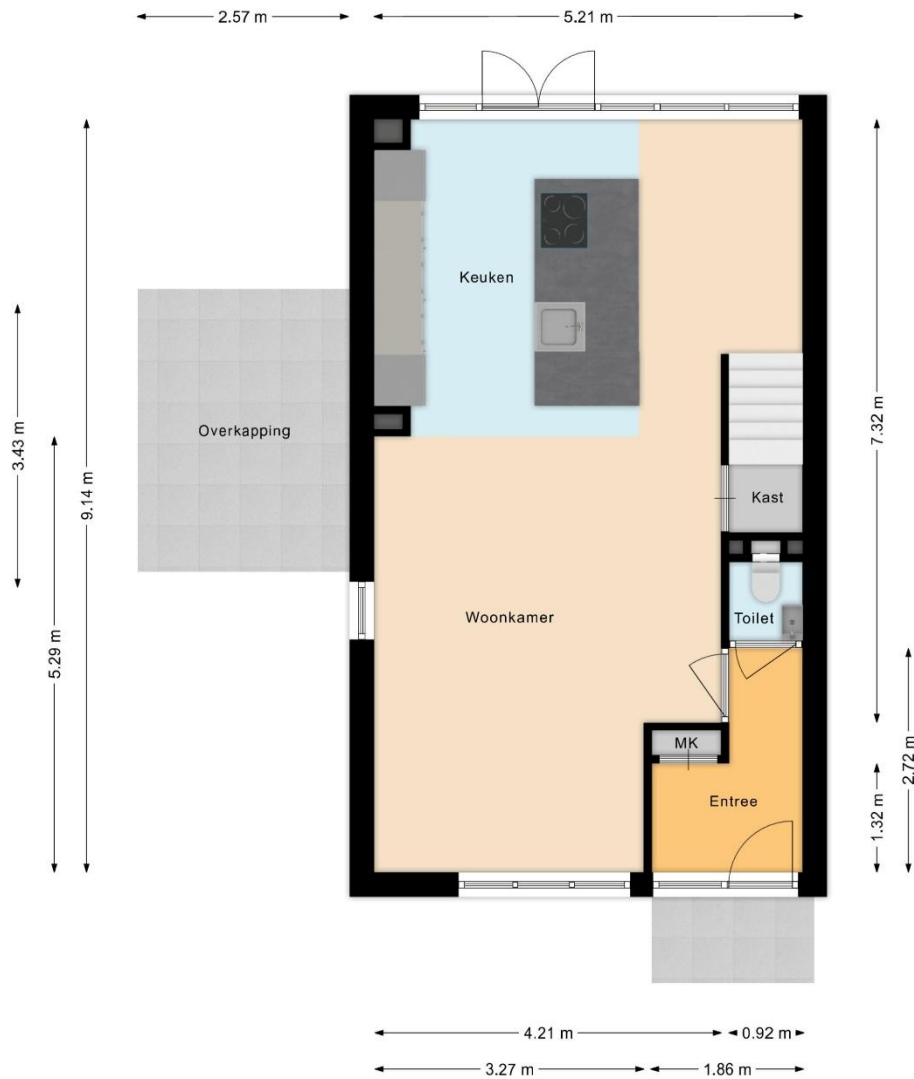 2.57 m
5.21 m
Keuken
3.43 m
9.14 m
Overkapping
7.32 m
5.29 m
Kast
Woonkamer
Toilet
MK
2.72 m
Entree
1.32 m
4.21 m
0.92 m
3.27 m
1.86 m